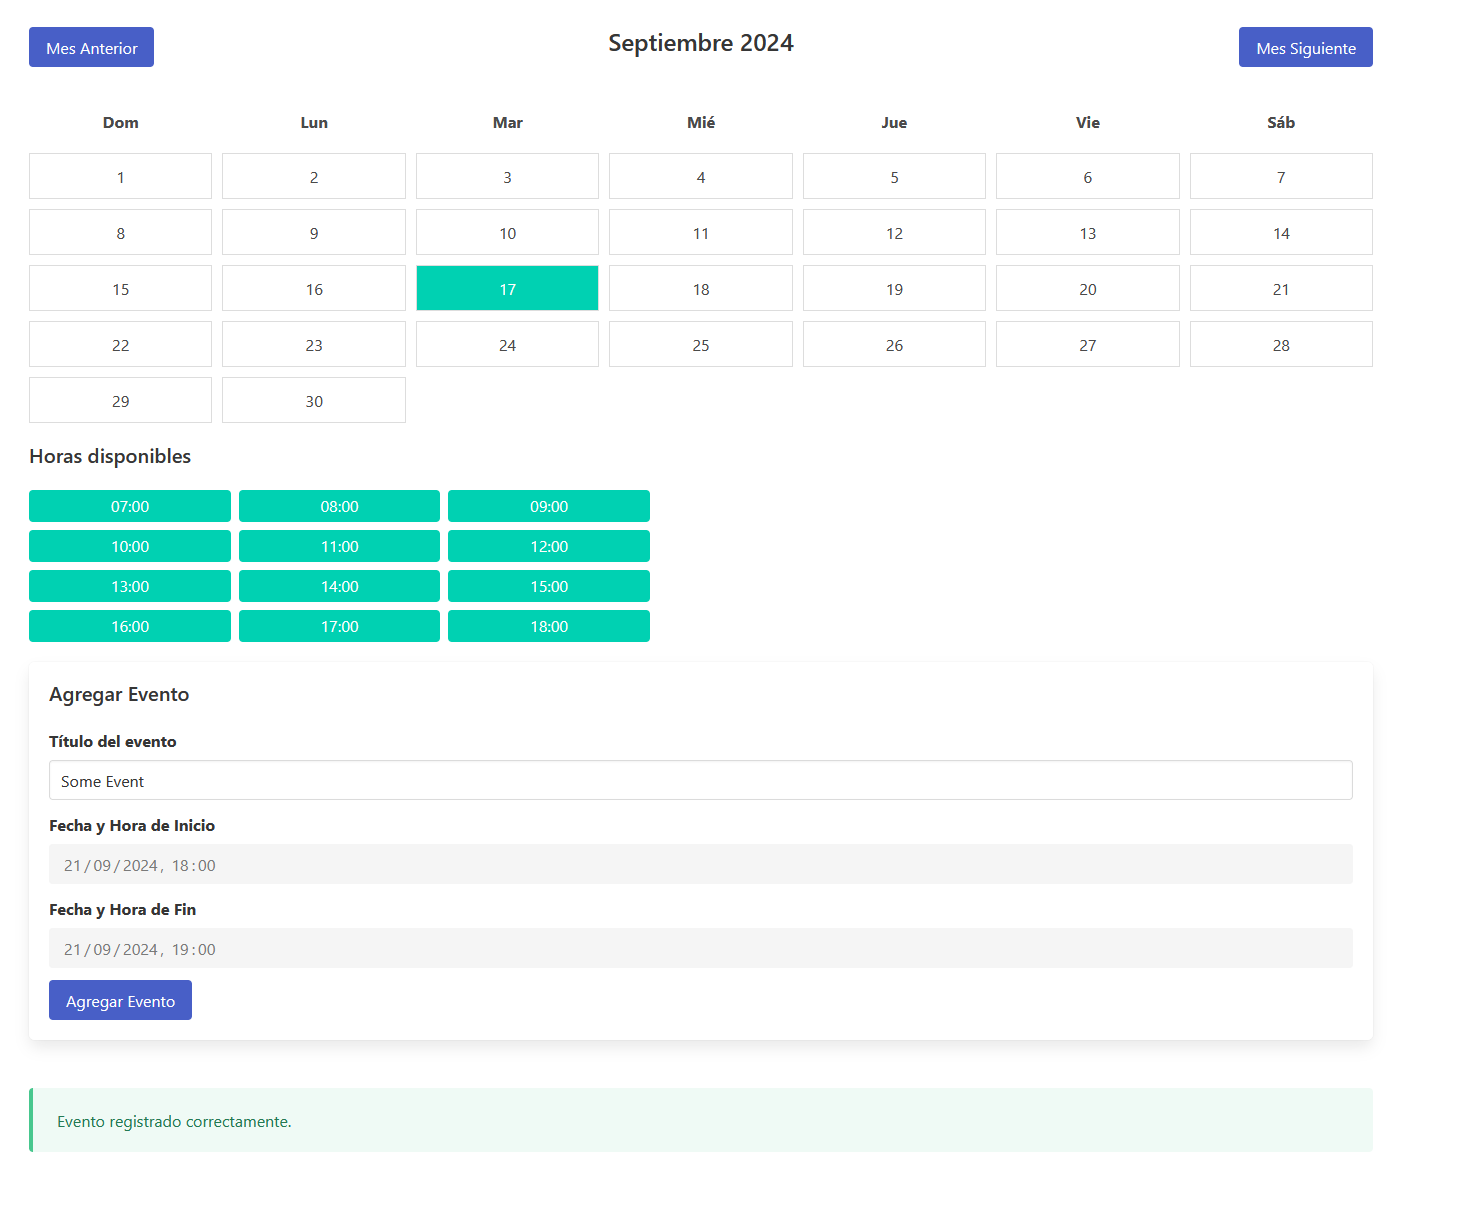 Mes Anterior Septiembre 2024 Mes Siguiente
Dom Lun Mar Mié Jue Vie Sáb
1 2 3 4 5 6 7
8 9 10 11 12 13 14
15 16 17 18 19 20 21
22 23 24 25 26 27 28
29 30
Horas disponibles
07:00 08:00 09:00
10:00 11:00 12:00
13:00 14:00 15:00
16:00 17:00 18:00
Agregar Evento
Título del evento
Some Event
Fecha y Hora de Inicio
21/09/2024, 18:00
Fecha y Hora de Fin
21/09/2024, 19:00
Agregar Evento
Evento registrado correctamente.